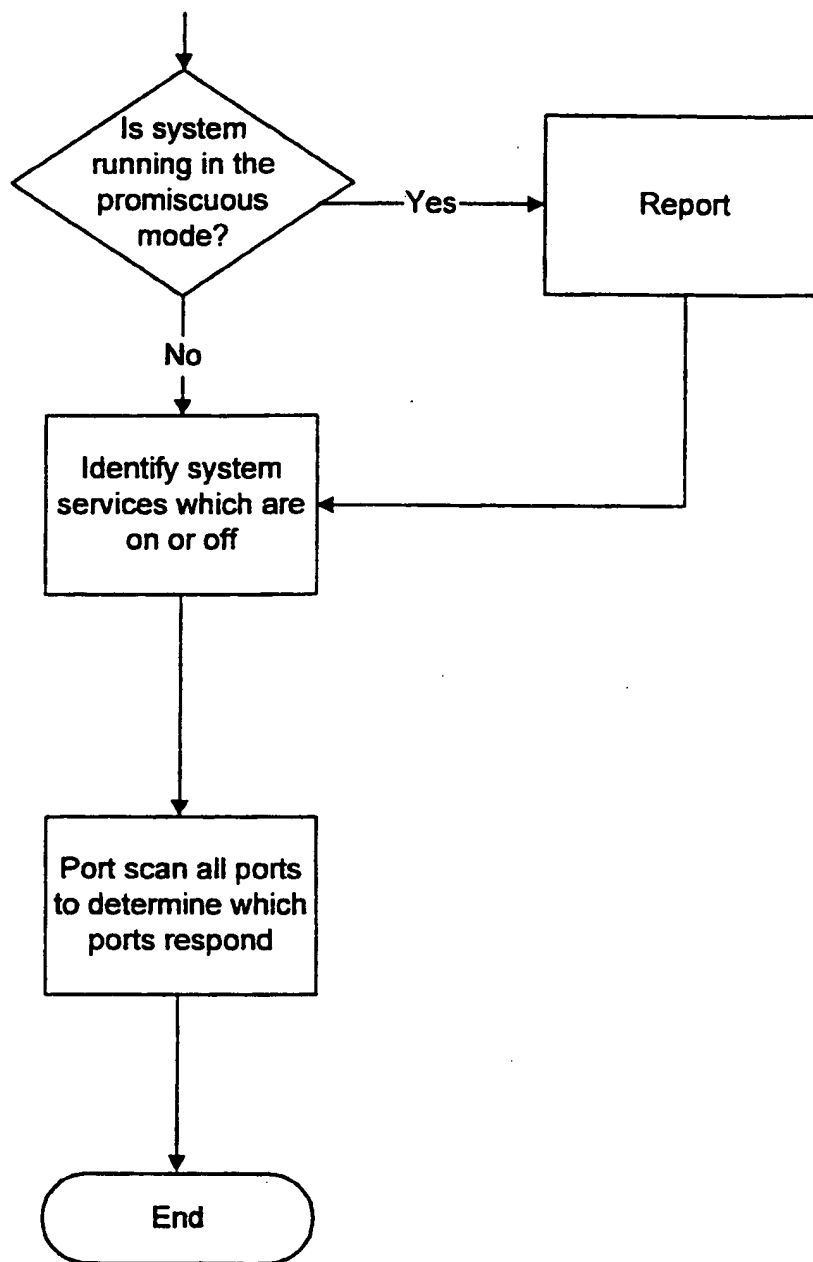 Is system
running in the
promiscuous
mode?
Yes
Report
No
Identify system
services which are
on or off
Port scan all ports
to determine which
ports respond
End